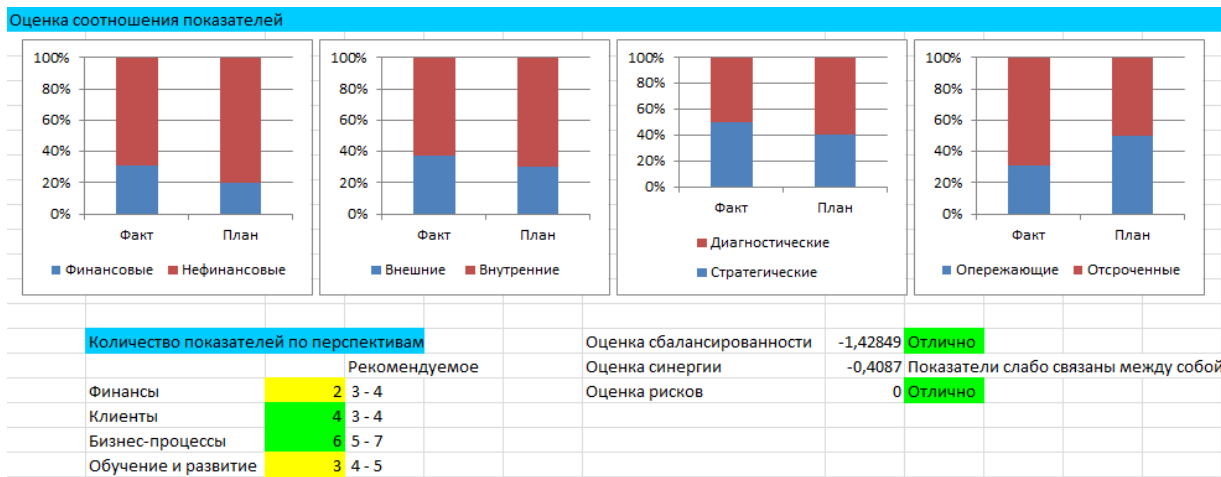 Оценка соотношения показателей
100%
80%
60%
40%
20%
0%
Факт План
Финансовые Нефинансовые
100%
80%
60%
40%
20%
0%
Факт План
Внешние Внутренние
100%
80%
60%
40%
20%
0%
Факт План
Диагностические
Стратегические
100%
80%
60%
40%
20%
0%
Факт План
Опережающие Отсроченные
Количество показателей по перспективам
Рекомендуемое
Финансы 2 3 - 4
Клиенты 4 3 - 4
Бизнес-процессы 6 5 - 7
Обучение и развитие 3 4 - 5
Оценка сбалансированности -1,42849 Отлично
Оценка синергии -0,4087 Показатели слабо связаны между собой
Оценка рисков 0 Отлично